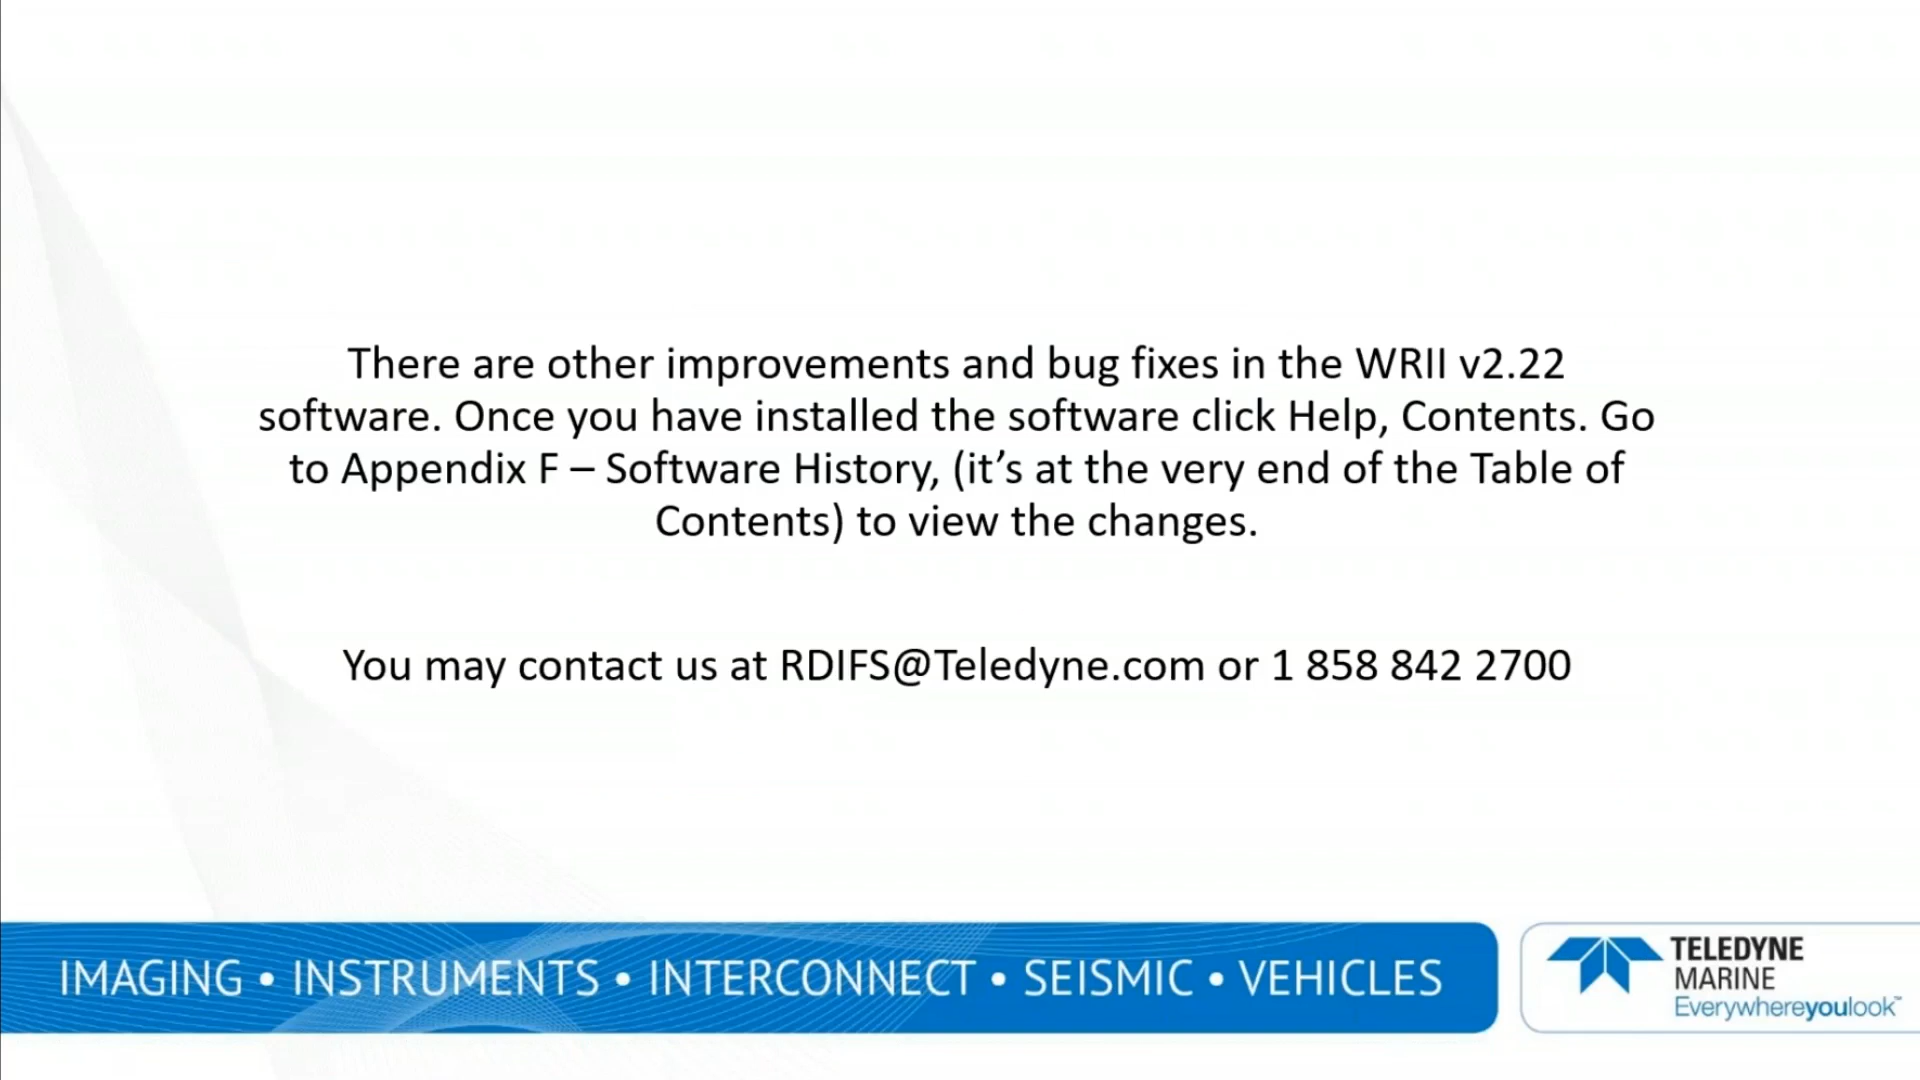 There are other improvements and bug fixes in the WRII v2.22
software. Once you have installed the software click Help, Contents. Go
to Appendix F – Software History, (it’s at the very end of the Table of
Contents) to view the changes.
You may contact us at RDIFS@Teledyne.com or 1 858 842 2700
IMAGING • INSTRUMENTS • INTERCONNECT • SEISMIC • VEHICLES
TELEDYNE
MARINE
Everywhereyoulook™